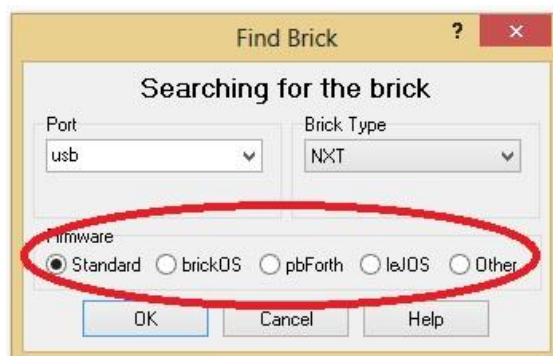 Find Brick
?
×
Searching for the brick
Port
Brick Type
usb
NXT
Firmware
Standard brickOS pbForth leJOS Other
OK Cancel Help